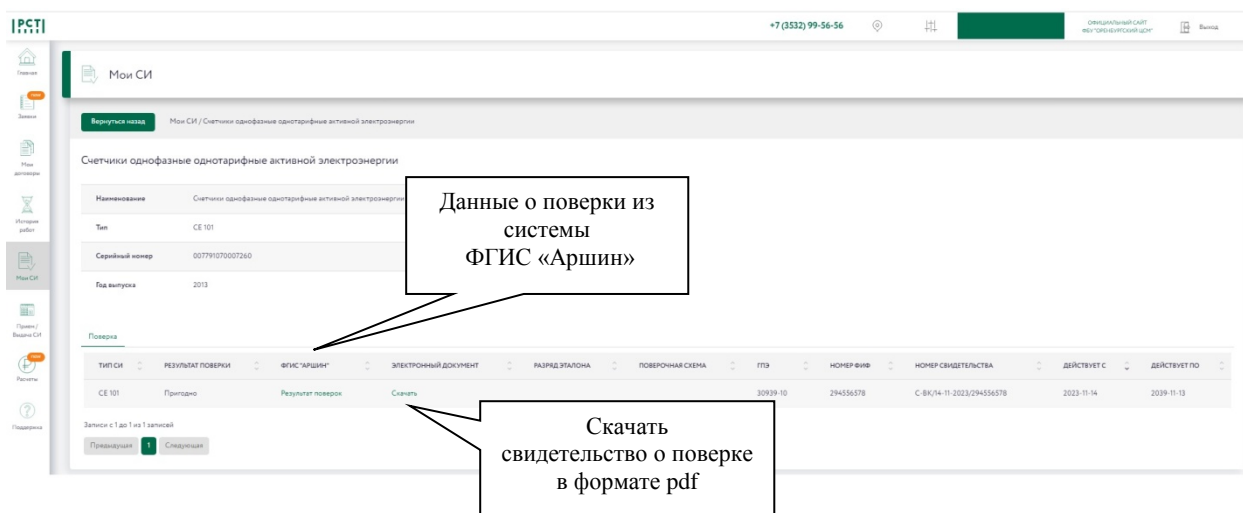 РСТ
+7 (3532) 99-56-56
ОФИЦИАЛЬНЫЙ САЙТ
ФБУ "ОРЕНБУРГСКИЙ ЦСМ"
Выход
Главная
Мои СИ
new
Заявки
Вернуться назад
Мои СИ / Счетчики однофазные однотарифные активной электроэнергии
Мои
договоры
Счетчики однофазные однотарифные активной электроэнергии
Наименование Счетчики однофазные однотарифные активной электроэнергии
История
работ
Тип СЕ 101
Серийный номер 007791070007260
Мои СИ
Год выпуска 2013
Данные о поверки из
системы
ФГИС «Аршин»
Прием /
Выдача СИ
Поверка
new
Расчеты
ТИП СИ РЕЗУЛЬТАТ ПОВЕРКИ ФГИС "АРШИН" ЭЛЕКТРОННЫЙ ДОКУМЕНТ РАЗРЯД ЭТАЛОНА ПОВЕРОЧНАЯ СХЕМА ГПЭ НОМЕР ФИФ НОМЕР СВИДЕТЕЛЬСТВА ДЕЙСТВУЕТ С ДЕЙСТВУЕТ ПО
СЕ 101 Пригодно Результат поверок Скачать 30939-10 294556578 С-ВК/14-11-2023/294556578 2023-11-14 2039-11-13
Поддержка
Записи с 1 до 1 из 1 записей
Предыдущая 1 Следующая
Скачать
свидетельство о поверке
в формате pdf